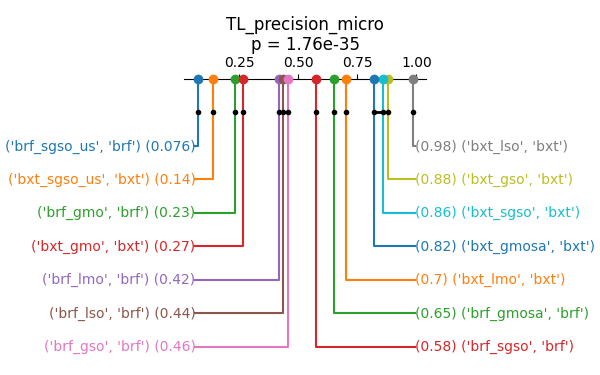 TL_precision_micro
p = 1.76e-35
0.25 0.50 0.75 1.00
('brf_sgso_us', 'brf') (0.076)
(0.98) ('bxt_lso', 'bxt')
('bxt_sgso_us', 'bxt') (0.14)
(0.88) ('bxt_gso', 'bxt')
('brf_gmo', 'brf') (0.23)
(0.86) ('bxt_sgso', 'bxt')
('bxt_gmo', 'bxt') (0.27)
(0.82) ('bxt_gmosa', 'bxt')
('brf_lmo', 'brf') (0.42)
(0.7) ('bxt_lmo', 'bxt')
('brf_lso', 'brf') (0.44)
(0.65) ('brf_gmosa', 'brf')
('brf_gso', 'brf') (0.46)
(0.58) ('brf_sgso', 'brf')